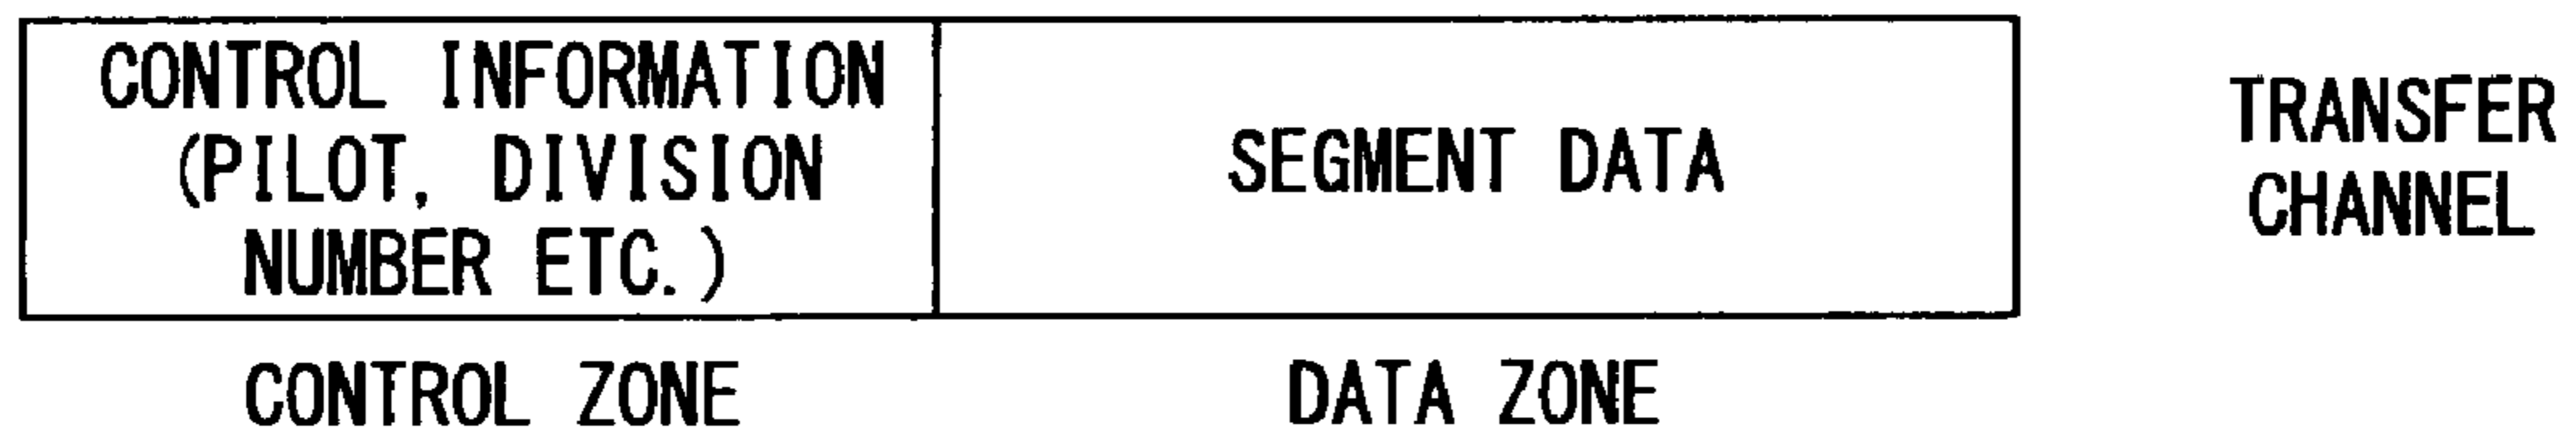 CONTROL INFORMATION
(PILOT, DIVISION
NUMBER ETC.)
SEGMENT DATA
TRANSFER
CHANNEL
CONTROL ZONE
DATA ZONE